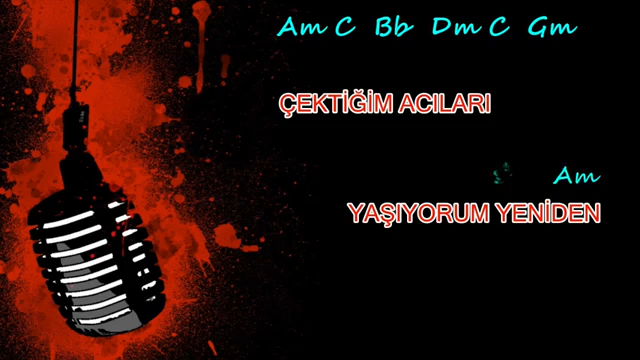 Am C Bb Dm C Gm
ÇEKTİĞİM ACILARI
Am
YAŞIYORUM YENİDEN